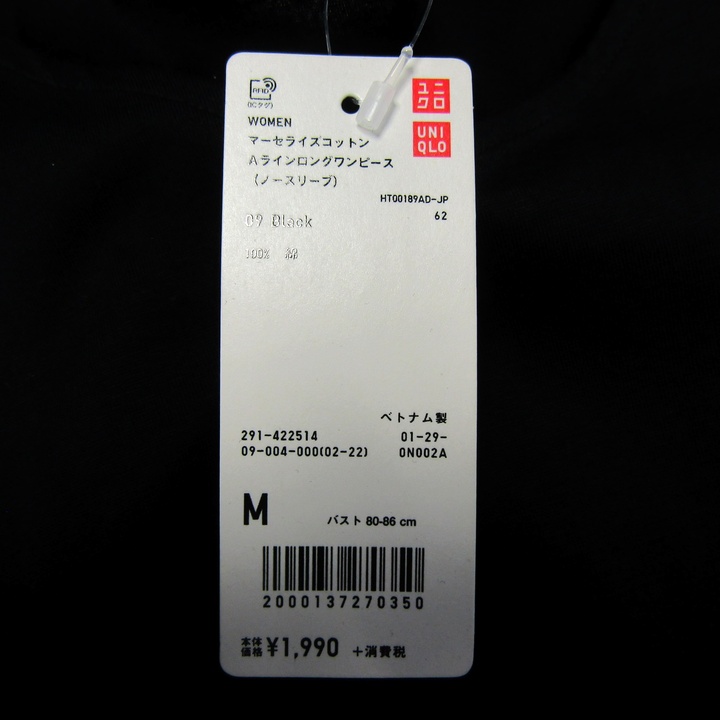 RFID
(ICタグ)
ユニ
クロ
UNI
QLO
WOMEN
マーセライズコットン
Aラインロングワンピース
(ノースリーブ)
HT00189AD-JP
62
09 Black
100% 綿
ベトナム製
291-422514 01-29-
09-004-000(02-22) 0N002A
M バスト 80-86 cm
2000137270350
本体価格 ¥1,990 +消費税